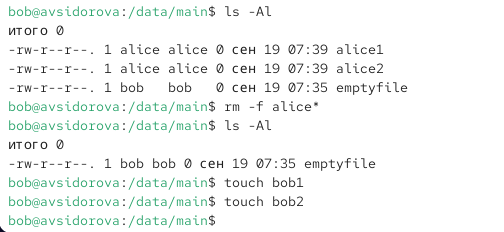 bob@avsidorova:/data/main$ ls -Al
итого 0
-rw-r--r--. 1 alice alice 0 сен 19 07:39 alice1
-rw-r--r--. 1 alice alice 0 сен 19 07:39 alice2
-rw-r--r--. 1 bob   bob   0 сен 19 07:35 emptyfile
bob@avsidorova:/data/main$ rm -f alice*
bob@avsidorova:/data/main$ ls -Al
итого 0
-rw-r--r--. 1 bob bob 0 сен 19 07:35 emptyfile
bob@avsidorova:/data/main$ touch bob1
bob@avsidorova:/data/main$ touch bob2
bob@avsidorova:/data/main$